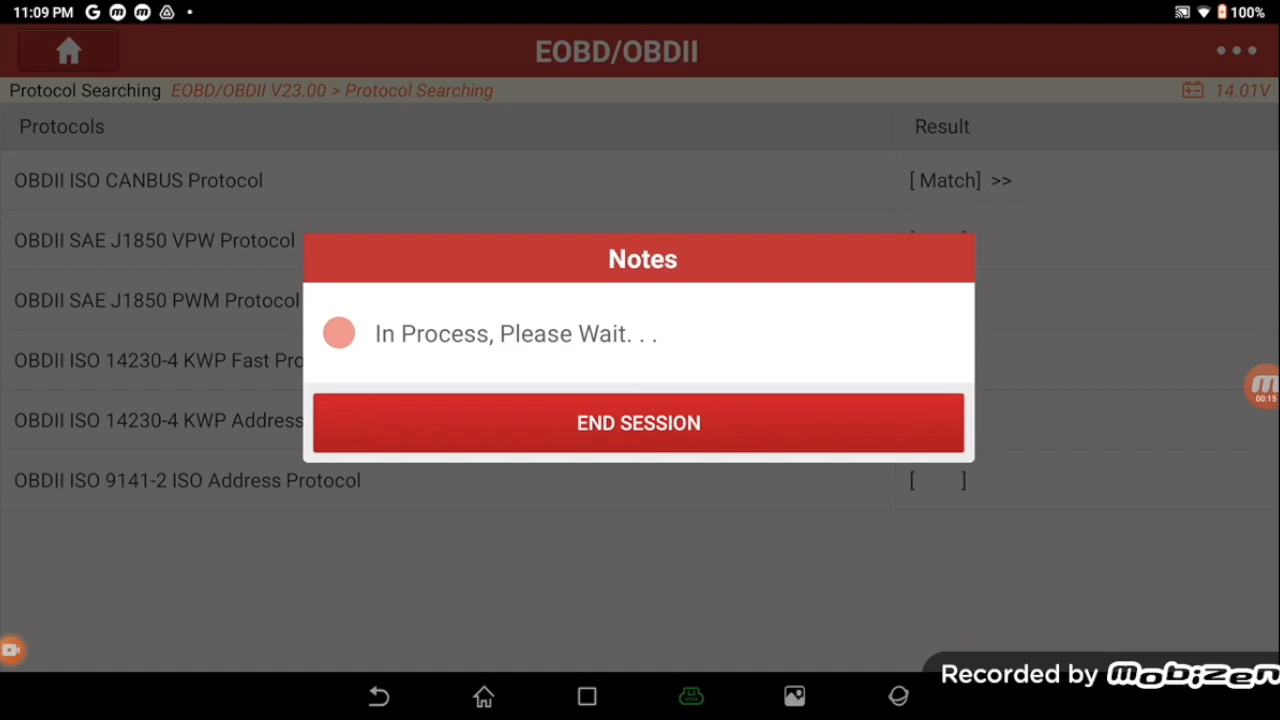 11:09 PM
100%
EOBD/OBDII
Protocol Searching EOBD/OBDII V23.00 > Protocol Searching
14.01V
Protocols
Result
OBDII ISO CANBUS Protocol
[ Match] >>
OBDII SAE J1850 VPW Protocol
OBDII SAE J1850 PWM Protocol
OBDII ISO 14230-4 KWP Fast Pro
OBDII ISO 14230-4 KWP Address
OBDII ISO 9141-2 ISO Address Protocol
[ ]
Notes
In Process, Please Wait. . .
END SESSION
00:15
Recorded by mobizen